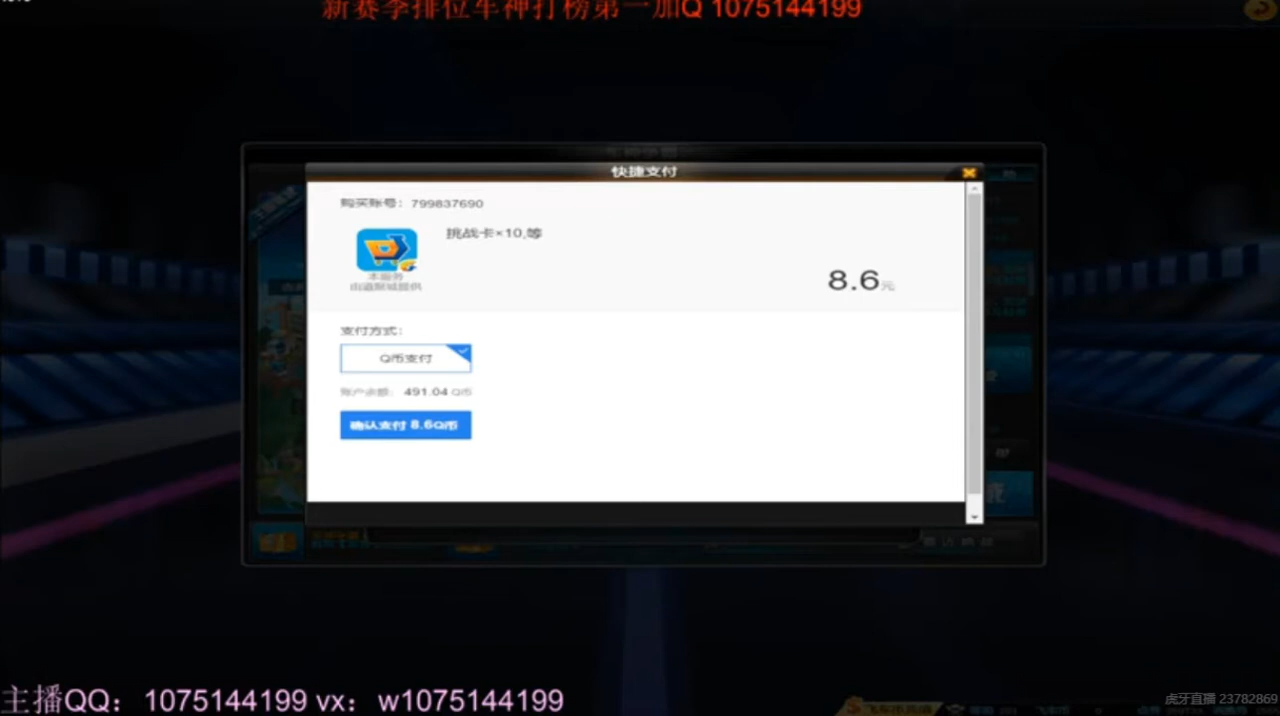 新赛季排位车神打榜第一加Q 1075144199
快捷支付
购买账号：799837690
挑战卡×10,等
本服务
由道聚城提供
8.6元
支付方式：
Q币支付
账户余额： 491.04 Q币
确认支付 8.6Q币
主播QQ：1075144199 vx：w1075144199
虎牙直播 23782869